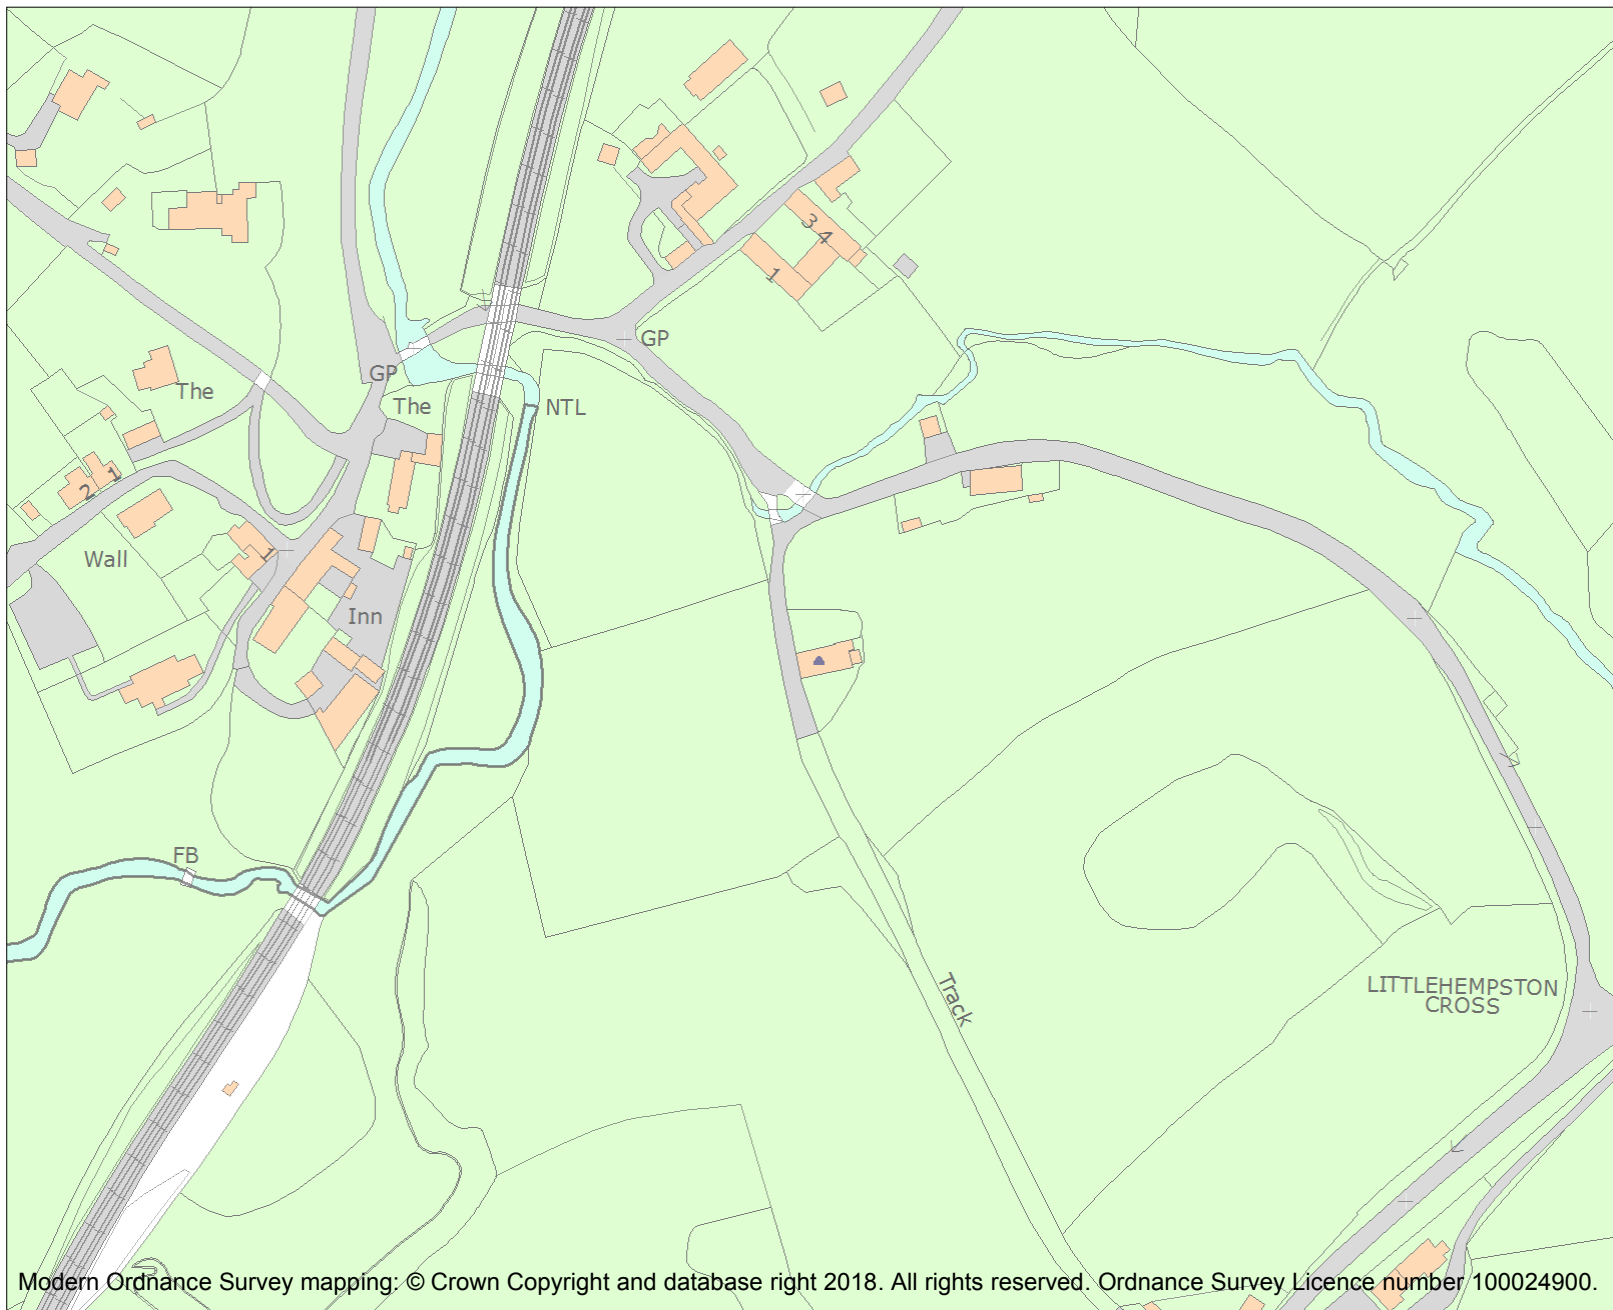 3 4
1
GP
GP
The
The
NTL
1
2
Wall
1
Inn
FB
Track
LITTLEHEMPSTON
CROSS
Modern Ordnance Survey mapping: © Crown Copyright and database right 2018. All rights reserved. Ordnance Survey Licence number 100024900.